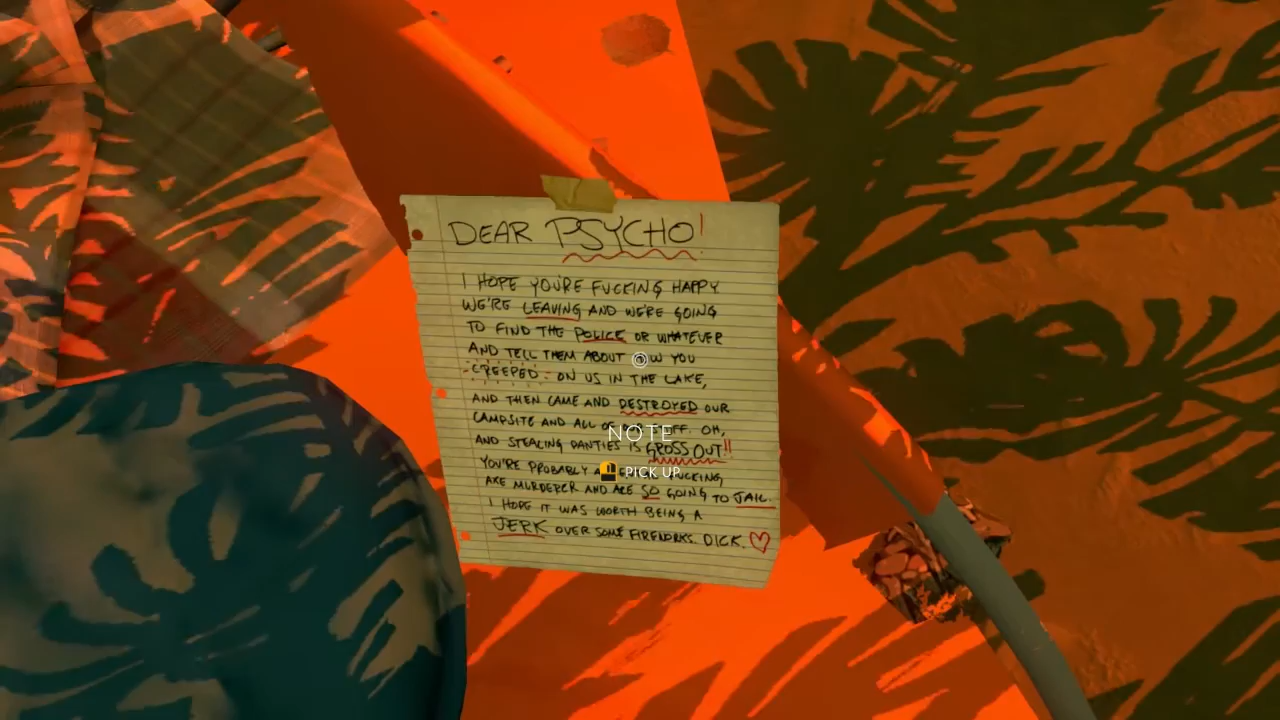 DEAR PSYCHO!
I HOPE YOU'RE FUCKING HAPPY
WE'RE LEAVING AND WE'RE GOING
TO FIND THE POLICE OR WHATEVER
AND TELL THEM ABOUT YOU
CREEPED ON US IN THE LAKE,
AND THEN CAME AND DESTROYED OUR
CAMPSITE AND ALL OF STUFF. OH,
NOTE
AND STEALING PANTIES IS GROSS OUT!!
YOU'RE PROBABLY FUCKING
PICK UP
AXE MURDERER AND ARE SO GOING TO JAIL.
I HOPE IT WAS WORTH BEING A
JERK OVER SOME FIREWORKS. DICK.